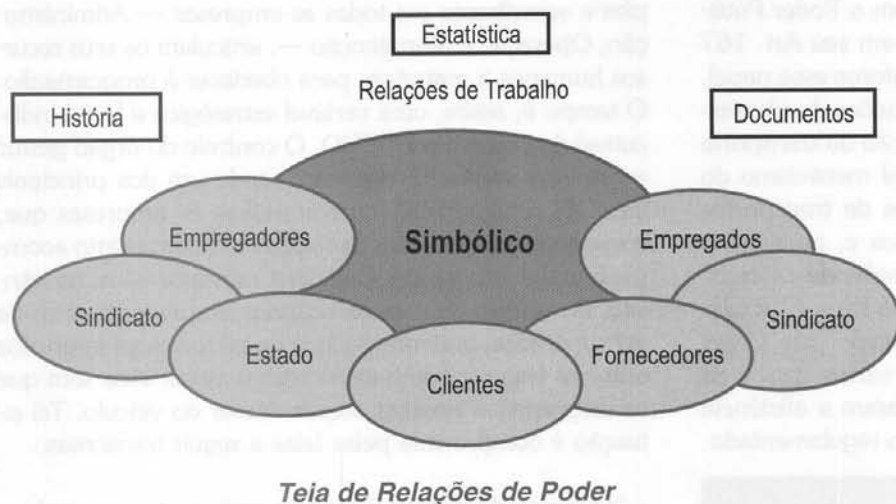 Estatística
Relações de Trabalho
História
Documentos
Empregadores
Simbólico
Empregados
Sindicato
Sindicato
Estado
Fornecedores
Clientes
Teia de Relações de Poder